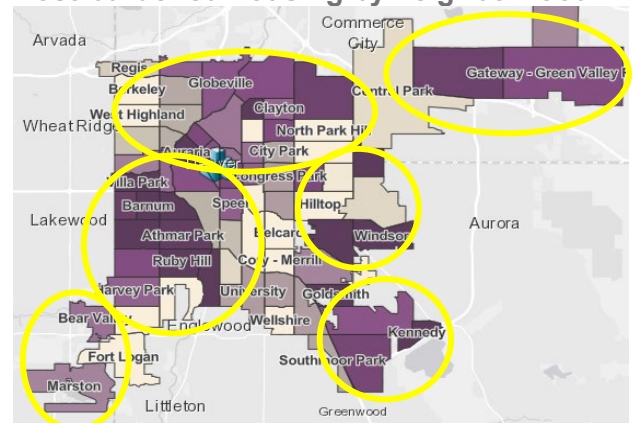 Commerce
City
Arvada
Regis
Berkeley
Globeville
Gateway - Green Valley R
Central Park
West Highland
Clayton
Wheat Ridge
North Park Hil
Auraria
City Park
Congress Park
Villa Park
Barnum
Speer
Hilltop
Lakewood
Aurora
Athmar Park
Belcaro
Windsor
Ruby Hill
Cory - Merrill
Harvey Park
University
Goldsmith
Bear Valley
Englewood
Wellshire
Kennedy
Fort Logan
Southmoor Park
Marston
Littleton
Greenwood